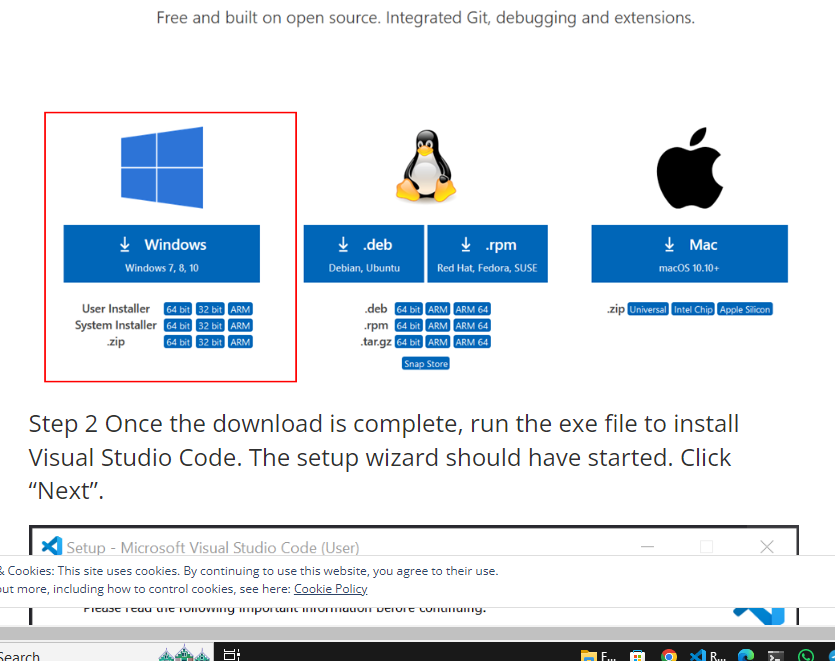 Free and built on open source. Integrated Git, debugging and extensions.
Windows
Windows 7, 8, 10
User Installer 64 bit 32 bit ARM
System Installer 64 bit 32 bit ARM
.zip 64 bit 32 bit ARM
.deb
Debian, Ubuntu
.rpm
Red Hat, Fedora, SUSE
.deb 64 bit ARM ARM 64
.rpm 64 bit ARM ARM 64
.tar.gz 64 bit ARM ARM 64
Snap Store
Mac
macOS 10.10+
.zip Universal Intel Chip Apple Silicon
Step 2 Once the download is complete, run the exe file to install
Visual Studio Code. The setup wizard should have started. Click
“Next”.
Setup - Microsoft Visual Studio Code (User)
& Cookies: This site uses cookies. By continuing to use this website, you agree to their use.
out more, including how to control cookies, see here: Cookie Policy
Please read the following important information before continuing.
Search
F...
R...